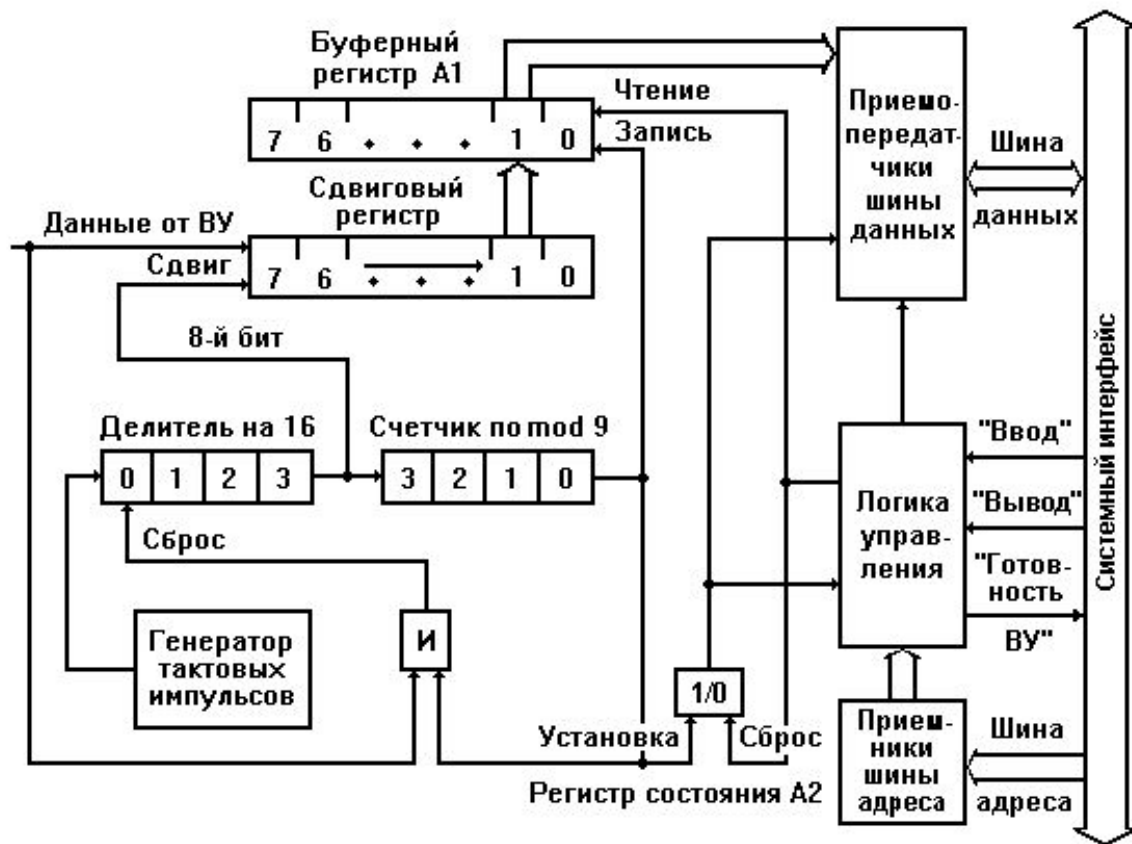 Буферный
регистр А1
7 6 . . . 1 0
Чтение
Запись
Сдвиговый
регистр
Данные от ВУ
Сдвиг
7 6 . . . 1 0
8-й бит
Делитель на 16
0 1 2 3
Счетчик по mod 9
3 2 1 0
Сброс
Генератор
тактовых
импульсов
И
1/0
Установка
Сброс
Регистр состояния А2
Приемо-
передат-
чики
шины
данных
Шина
данных
Логика
управ-
ления
"Ввод"
"Вывод"
"Готов-
ность
ВУ"
Прием-
ники
шины
адреса
Шина
адреса
Системный интерфейс